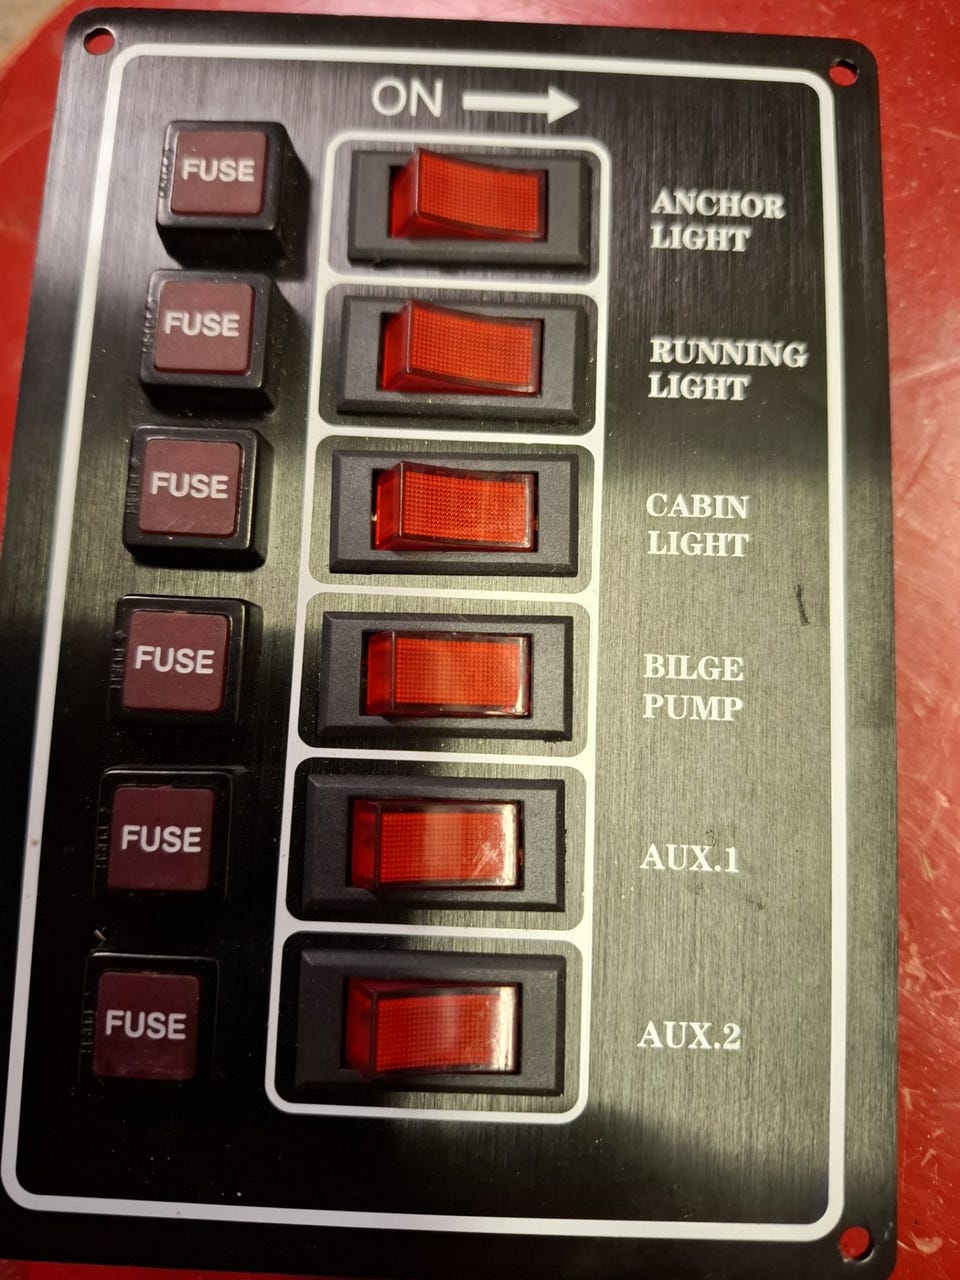 ON
FUSE
ANCHOR
LIGHT
FUSE
RUNNING
LIGHT
FUSE
CABIN
LIGHT
FUSE
BILGE
PUMP
FUSE
AUX.1
FUSE
AUX.2